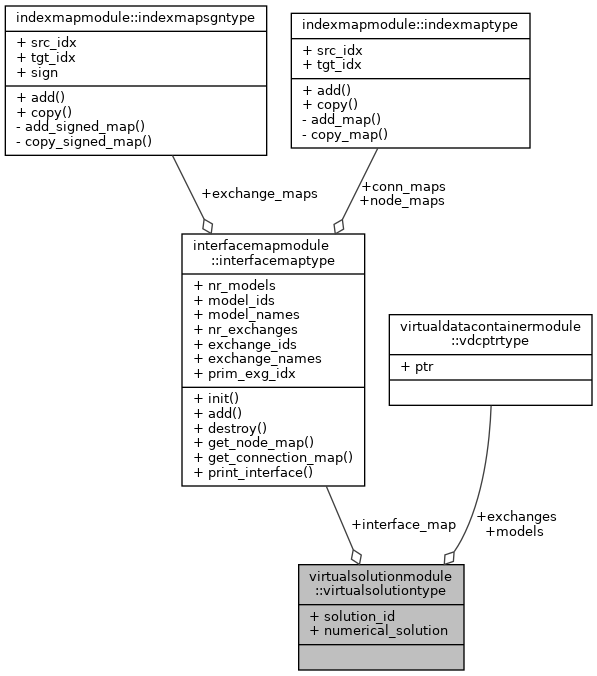 indexmapmodule::indexmapsgntype
+ src_idx
+ tgt_idx
+ sign
+ add()
+ copy()
- add_signed_map()
- copy_signed_map()
indexmapmodule::indexmaptype
+ src_idx
+ tgt_idx
+ add()
+ copy()
- add_map()
- copy_map()
+exchange_maps
+conn_maps
+node_maps
interfacemapmodule
::interfacemaptype
+ nr_models
+ model_ids
+ model_names
+ nr_exchanges
+ exchange_ids
+ exchange_names
+ prim_exg_idx
+ init()
+ add()
+ destroy()
+ get_node_map()
+ get_connection_map()
+ print_interface()
virtualdatacontainermodule
::vdcptrtype
+ ptr
+interface_map
+exchanges
+models
virtualsolutionmodule
::virtualsolutiontype
+ solution_id
+ numerical_solution